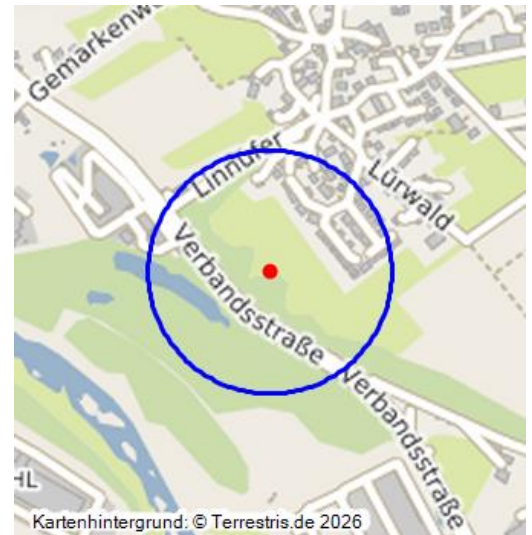 Gemarkenw
Linnufer
Lürwald
Verbandsstraße
Verbandsstraße
HL
Kartenhintergrund: © Terrestris.de 2026